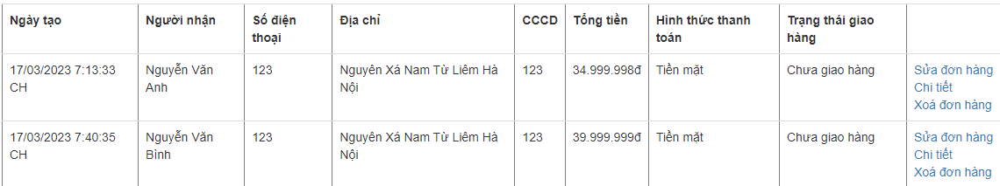 Ngày tạo Người nhận Số điện thoại Địa chỉ CCCD Tổng tiền Hình thức thanh toán Trạng thái giao hàng
17/03/2023 7:13:33 CH Nguyễn Văn Anh 123 Nguyên Xá Nam Từ Liêm Hà Nội 123 34.999.998đ Tiền mặt Chưa giao hàng Sửa đơn hàng
Chi tiết
Xoá đơn hàng
17/03/2023 7:40:35 CH Nguyễn Văn Bình 123 Nguyên Xá Nam Từ Liêm Hà Nội 123 39.999.999đ Tiền mặt Chưa giao hàng Sửa đơn hàng
Chi tiết
Xoá đơn hàng